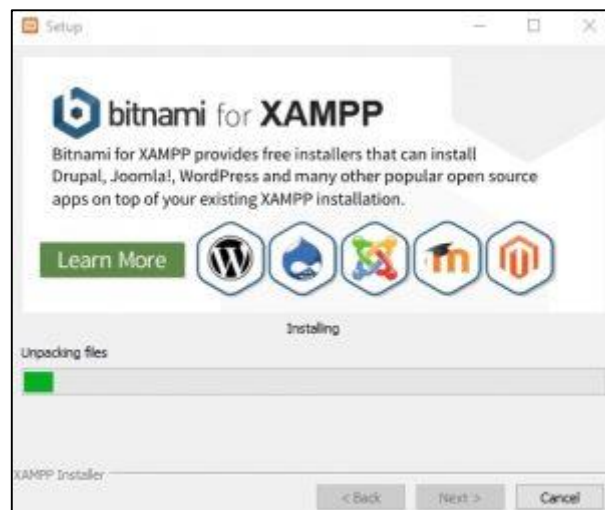 Setup
bitnami for XAMPP
Bitnami for XAMPP provides free installers that can install
Drupal, Joomla!, WordPress and many other popular open source
apps on top of your existing XAMPP installation.
Learn More
Installing
Unpacking files
XAMPP Installer
< Back Next > Cancel